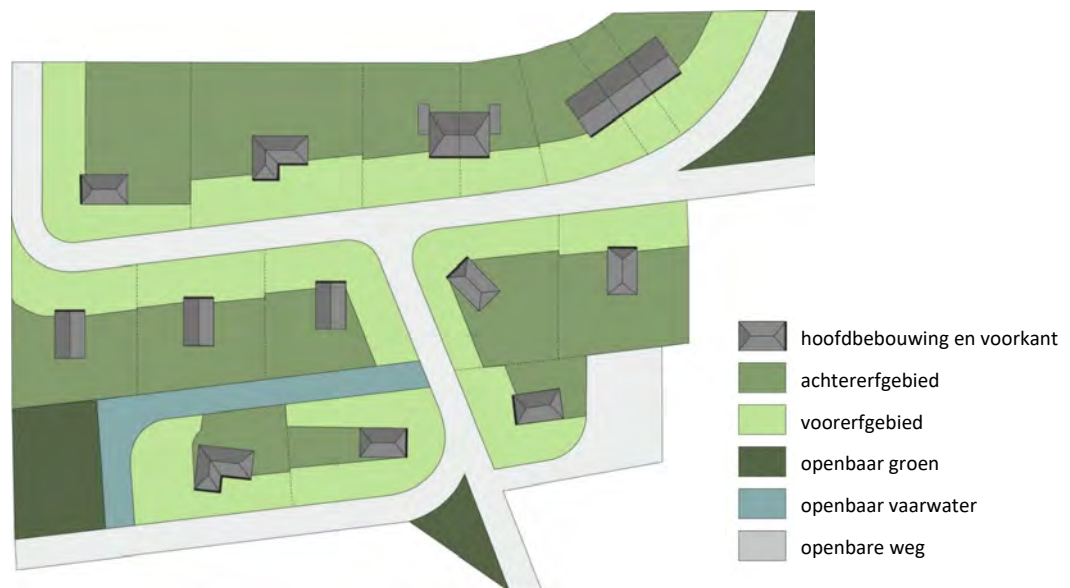 hoofdbebouwing en voorkant
achtererfgebied
voorerfgebied
openbaar groen
openbaar vaarwater
openbare weg